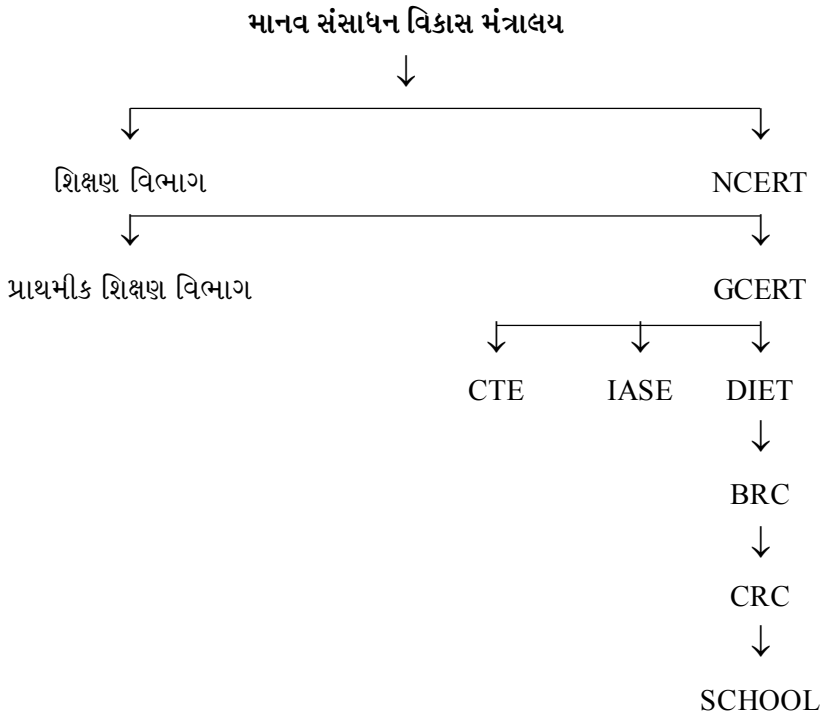 માનવ સંસાધન વિકાસ મંત્રાલય
શિક્ષણ વિભાગ NCERT
પ્રાથમીક શિક્ષણ વિભાગ GCERT
CTE IASE DIET
BRC
CRC
SCHOOL